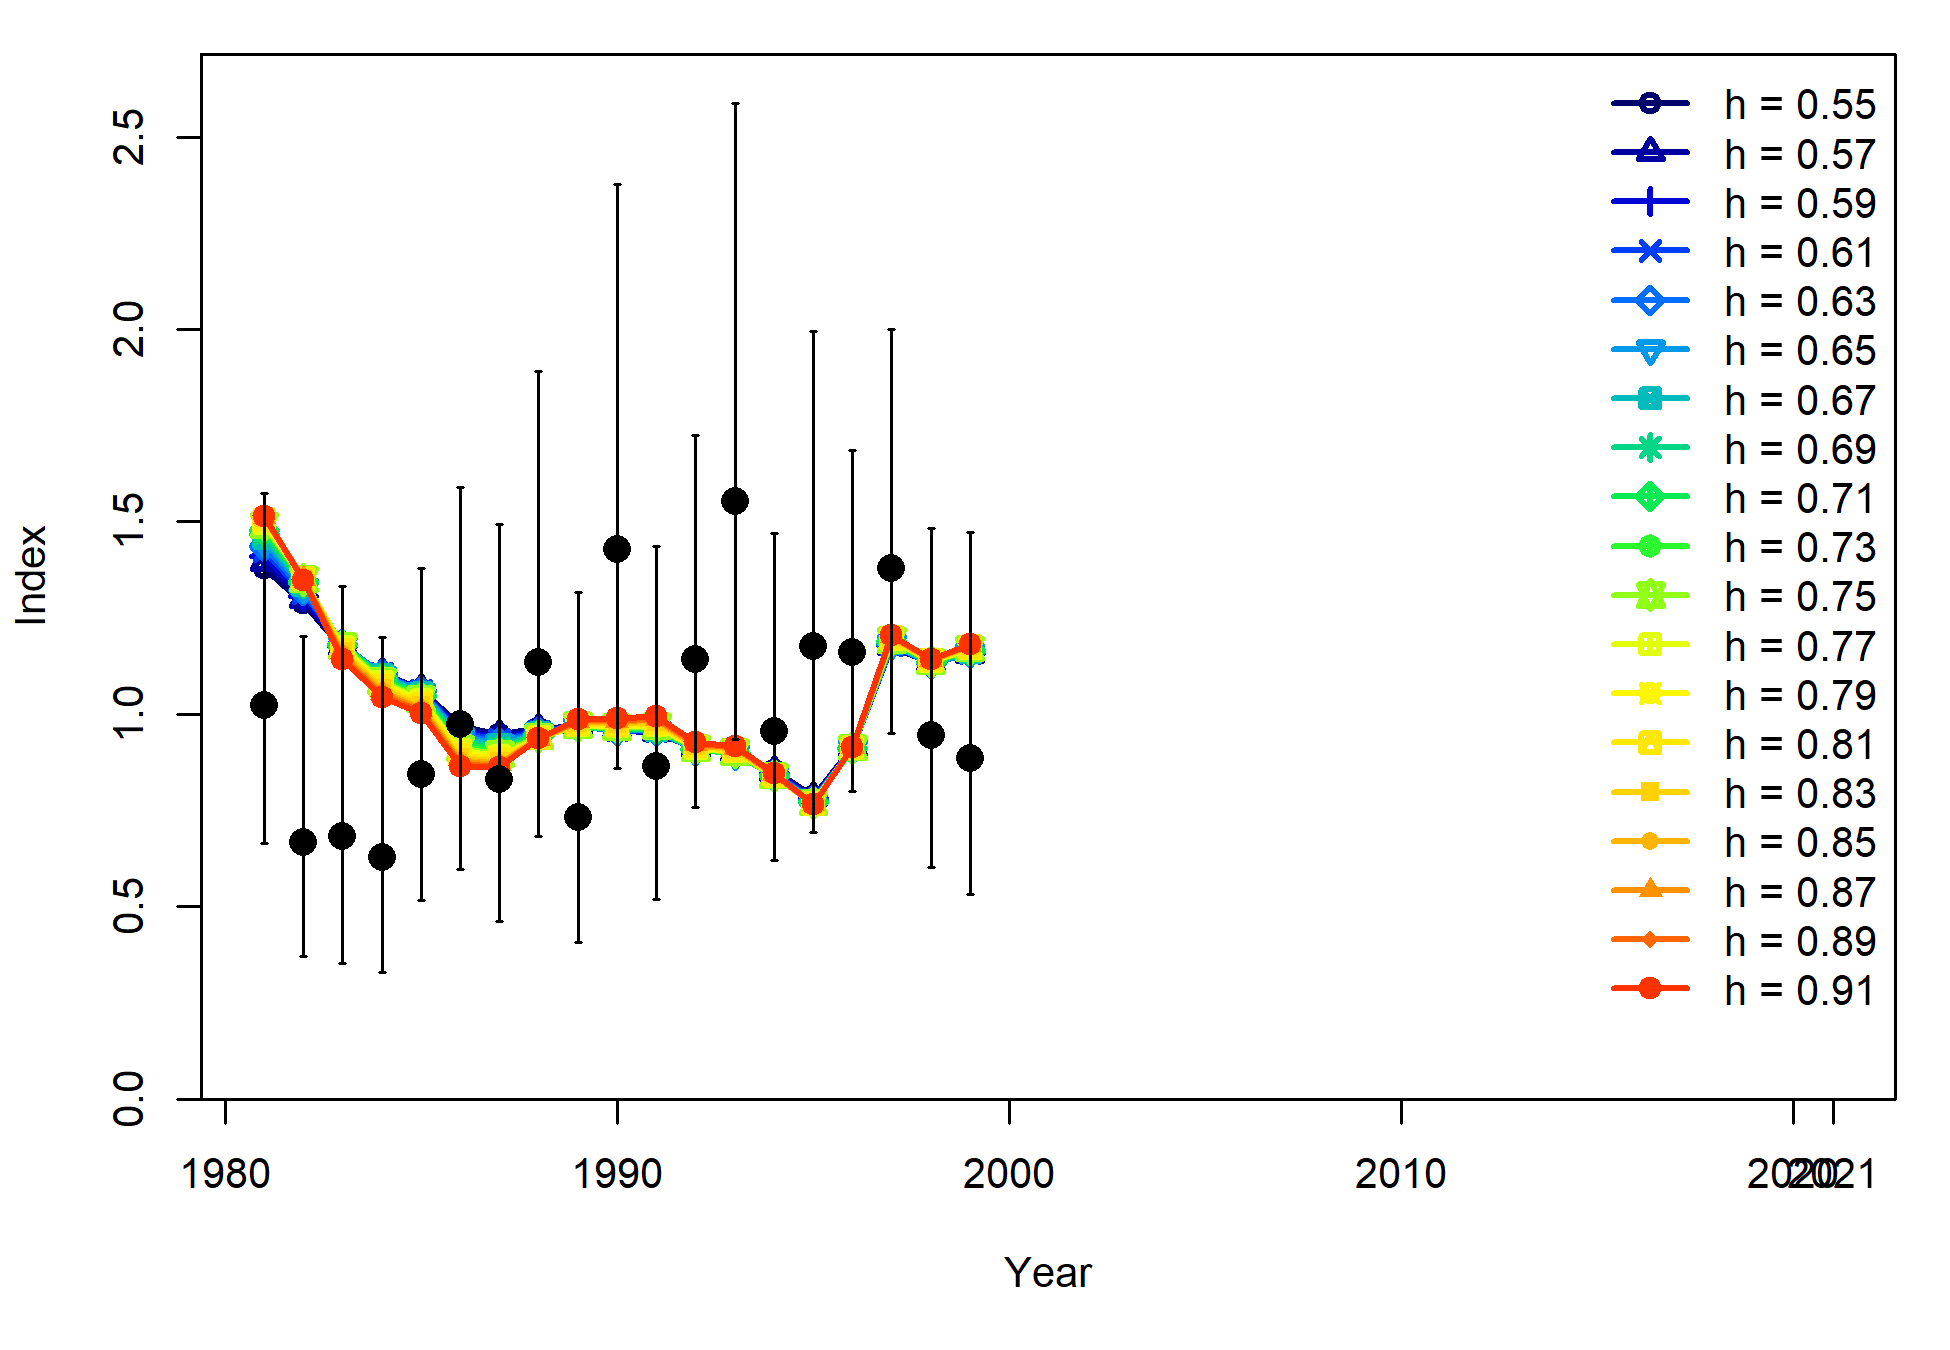 Index
2.5
2.0
1.5
1.0
0.5
0.0
h = 0.55
h = 0.57
h = 0.59
h = 0.61
h = 0.63
h = 0.65
h = 0.67
h = 0.69
h = 0.71
h = 0.73
h = 0.75
h = 0.77
h = 0.79
h = 0.81
h = 0.83
h = 0.85
h = 0.87
h = 0.89
h = 0.91
1980 1990 2000 2010 2020 2021
Year